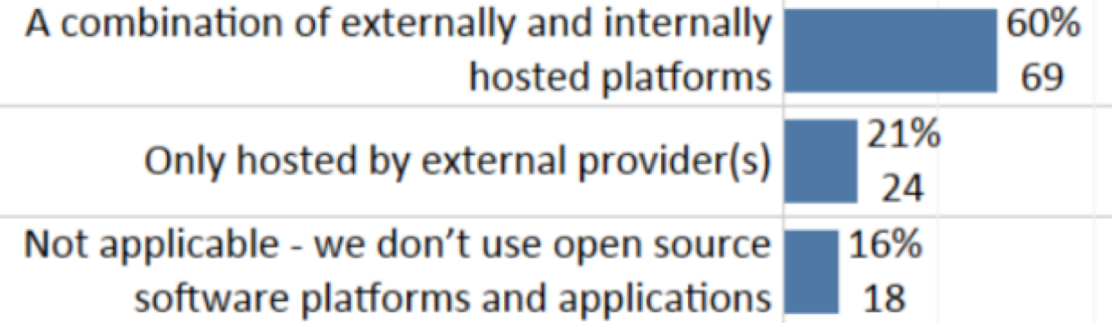 A combination of externally and internally 60%
hosted platforms 69
Only hosted by external provider(s) 21%
24
Not applicable - we don’t use open source 16%
software platforms and applications 18